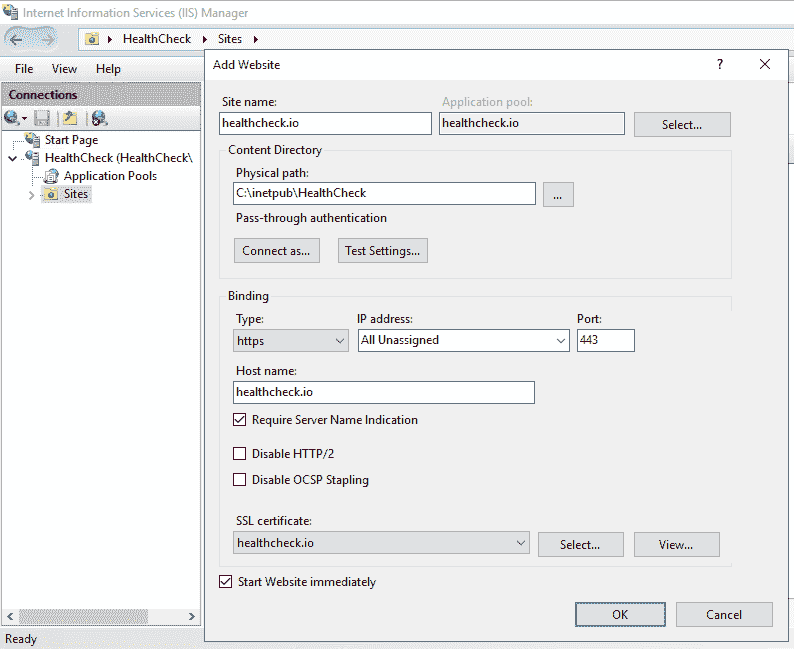 Internet Information Services (IIS) Manager
HealthCheck
Sites
File View Help
Connections
Start Page
HealthCheck (HealthCheck\
Application Pools
Sites
Ready
Add Website
?
Site name:
Application pool:
healthcheck.io
healthcheck.io
Select...
Content Directory
Physical path:
C:\inetpub\HealthCheck
...
Pass-through authentication
Connect as...
Test Settings...
Binding
Type:
IP address:
Port:
https
All Unassigned
443
Host name:
healthcheck.io
Require Server Name Indication
Disable HTTP/2
Disable OCSP Stapling
SSL certificate:
healthcheck.io
Select...
View...
Start Website immediately
OK
Cancel